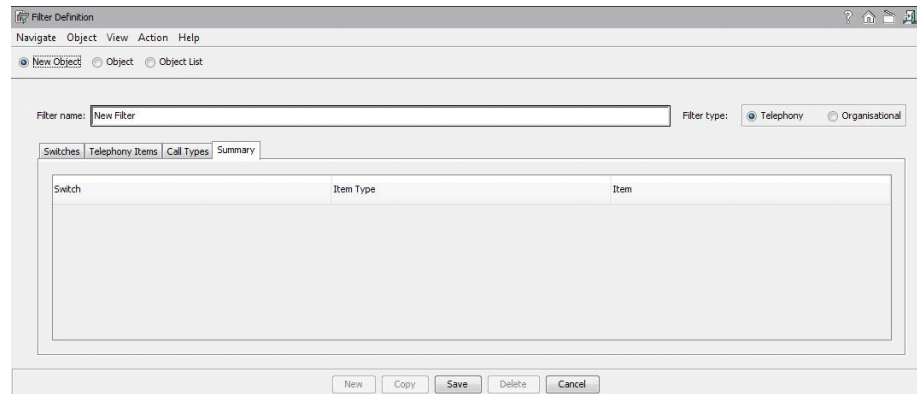 Filter Definition ?
Navigate Object View Action Help
New Object Object Object List
Filter name: New Filter Filter type: Telephony Organisational
Switches Telephony Items Call Types Summary
Switch Item Type Item
New Copy Save Delete Cancel